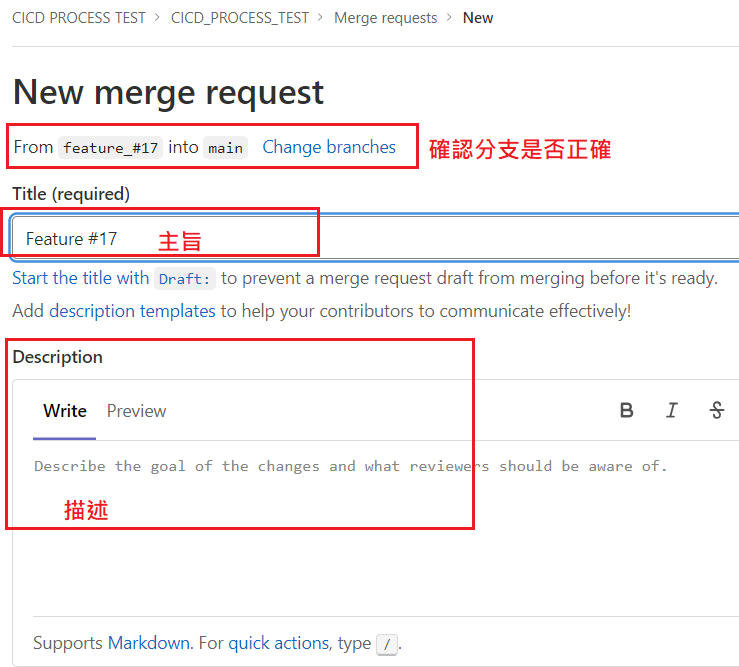 CICD PROCESS TEST > CICD_PROCESS_TEST > Merge requests > New
New merge request
From feature_#17 into main Change branches 確認分支是否正確
Title (required)
Feature #17 主旨
Start the title with Draft: to prevent a merge request draft from merging before it's ready.
Add description templates to help your contributors to communicate effectively!
Description
Write Preview B I S
Describe the goal of the changes and what reviewers should be aware of.
描述
Supports Markdown. For quick actions, type /.